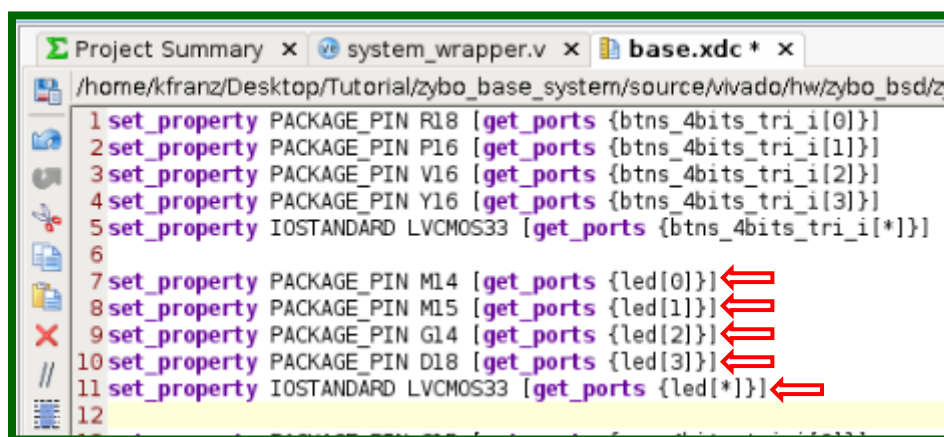 Project Summary × system_wrapper.v × base.xdc * ×
/home/kfranz/Desktop/Tutorial/zybo_base_system/source/vivado/hw/zybo_bsd/z
1 set_property PACKAGE_PIN R18 [get_ports {btns_4bits_tri_i[0]}]
2 set_property PACKAGE_PIN P16 [get_ports {btns_4bits_tri_i[1]}]
3 set_property PACKAGE_PIN V16 [get_ports {btns_4bits_tri_i[2]}]
4 set_property PACKAGE_PIN Y16 [get_ports {btns_4bits_tri_i[3]}]
5 set_property IOSTANDARD LVCMOS33 [get_ports {btns_4bits_tri_i[*]}]
6
7 set_property PACKAGE_PIN M14 [get_ports {led[0]}]
8 set_property PACKAGE_PIN M15 [get_ports {led[1]}]
9 set_property PACKAGE_PIN G14 [get_ports {led[2]}]
10 set_property PACKAGE_PIN D18 [get_ports {led[3]}]
11 set_property IOSTANDARD LVCMOS33 [get_ports {led[*]}]
12